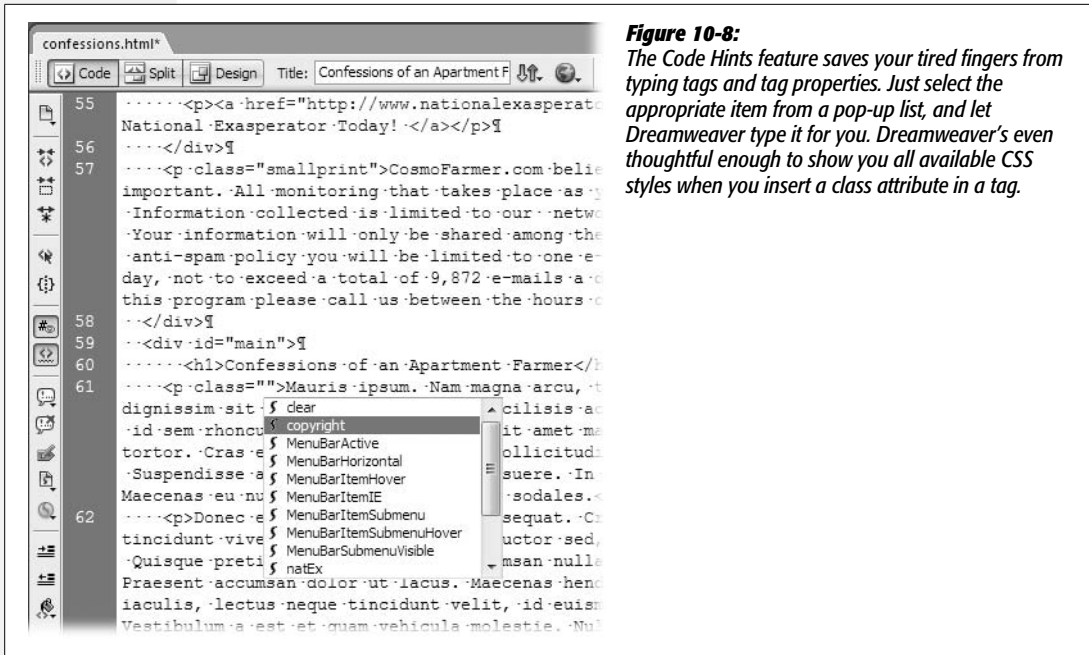 confessions.html*
Code Split Design Title: Confessions of an Apartment F
55 ······<p><a·href="http://www.nationalexasperato
National·Exasperator·Today!·</a></p>¶
56 ····</div>¶
57 ····<p·class="smallprint">CosmoFarmer.com·belie
important.·All·monitoring·that·takes·place·as·y
·Information·collected·is·limited·to·our··netwo
·Your·information·will·only·be·shared·among·the
·anti-spam·policy·you·will·be·limited·to·one·e-
day,·not·to·exceed·a·total·of·9,872·e-mails·a·
this·program·please·call·us·between·the·hours·
58 ··</div>¶
59 ··<div·id="main">¶
60 ······<h1>Confessions·of·an·Apartment·Farmer</
61 ····<p·class="">Mauris·ipsum.·Nam·magna·arcu,·t
dignissim·sit· clear cilisis·ac
·id·sem·rhoncu copyright it·amet·ma
tortor.·Cras·e MenuBarActive ollicitudi
·Suspendisse·a MenuBarHorizontal suere.·In·
Maecenas·eu·nu MenuBarItemHover ·sodales.<
MenuBarItemIE
62 ····<p>Donec·e MenuBarItemSubmenu sequat.·Cr
tincidunt·vive MenuBarItemSubmenuHover uctor·sed,
·Quisque·preti MenuBarSubmenuVisible msan·nulla
natEx
Praesent·accumsan·dolor·ut·lacus.·Maecenas·hend
iaculis,·lectus·neque·tincidunt·velit,·id·euism
Vestibulum·a·est·et·quam·vehicula·molestie.·Nu
Figure 10-8:
The Code Hints feature saves your tired fingers from
typing tags and tag properties. Just select the
appropriate item from a pop-up list, and let
Dreamweaver type it for you. Dreamweaver's even
thoughtful enough to show you all available CSS
styles when you insert a class attribute in a tag.